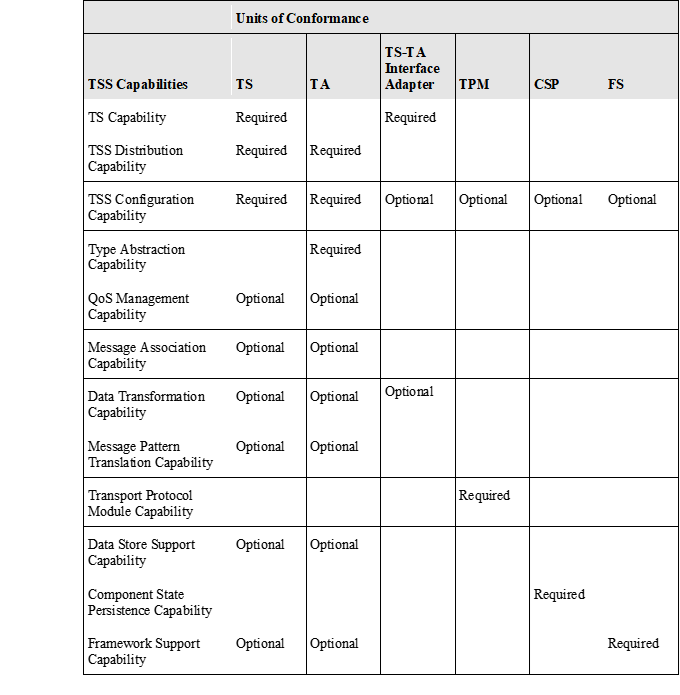 Units of Conformance
TSS Capabilities TS TA TS-TA Interface Adapter TPM CSP FS
TS Capability Required Required
TSS Distribution Capability Required Required
TSS Configuration Capability Required Required Optional Optional Optional Optional
Type Abstraction Capability Required
QoS Management Capability Optional Optional
Message Association Capability Optional Optional
Data Transformation Capability Optional Optional Optional
Message Pattern Translation Capability Optional Optional
Transport Protocol Module Capability Required
Data Store Support Capability Optional Optional
Component State Persistence Capability Required
Framework Support Capability Optional Optional Required